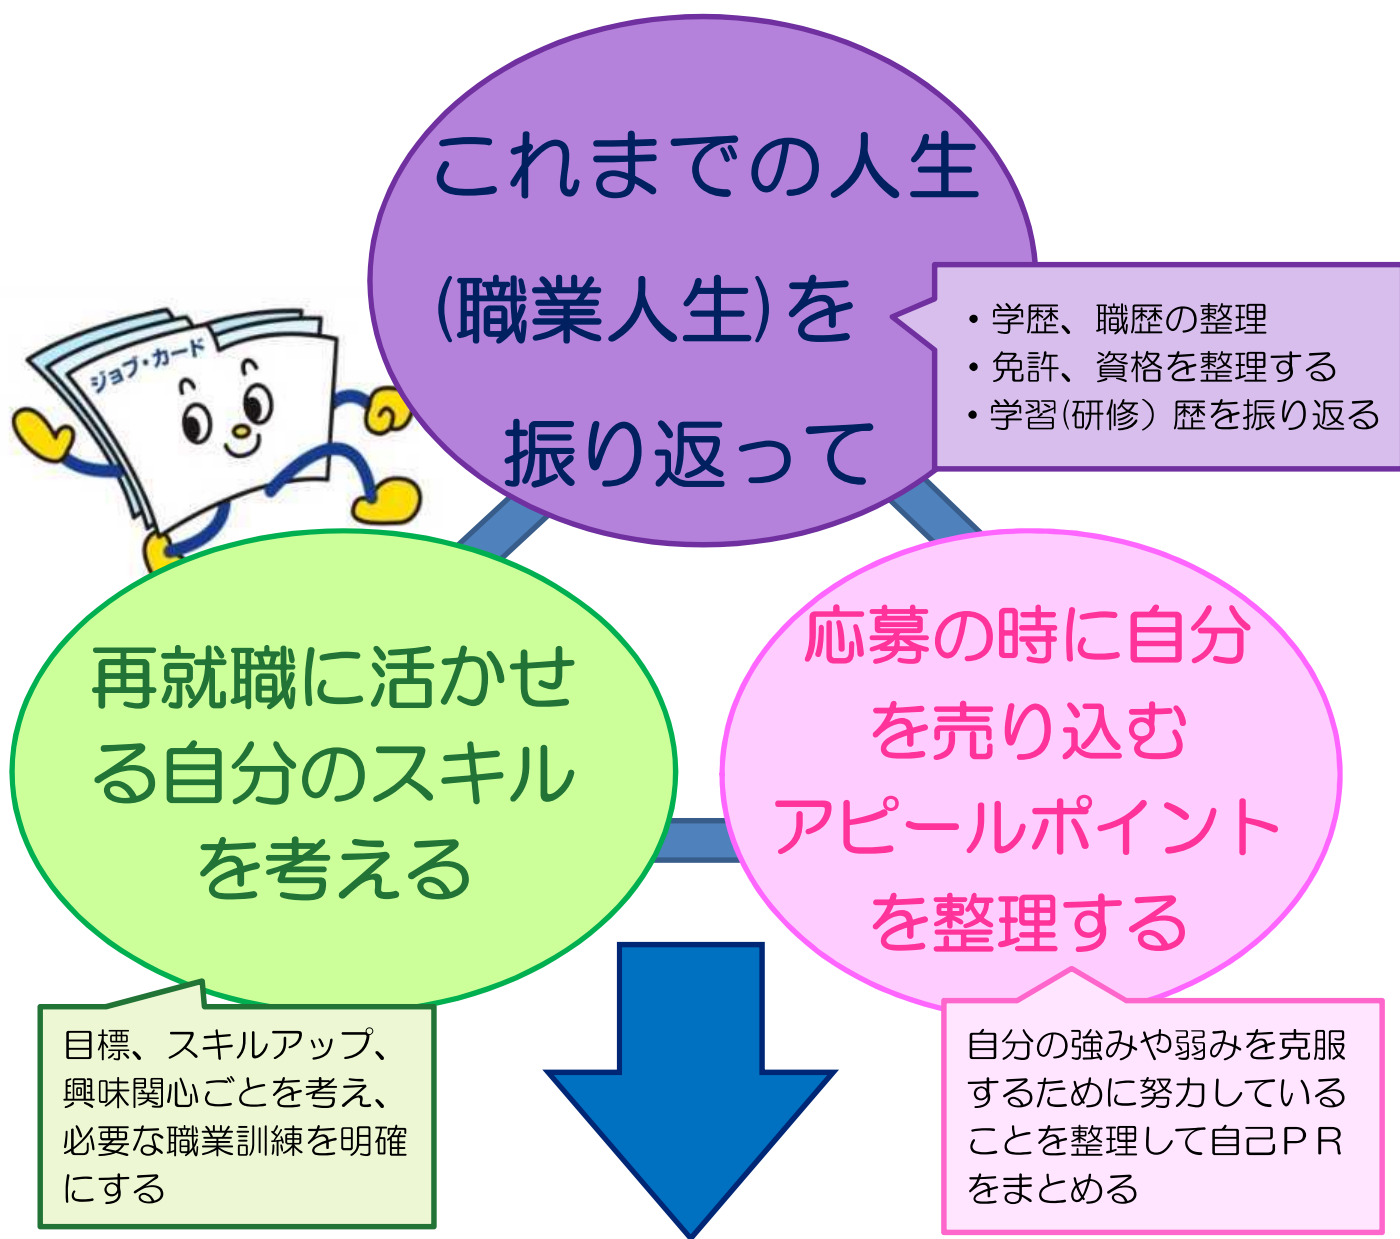 これまでの人生
(職業人生)を
振り返って
・学歴、職歴の整理
・免許、資格を整理する
・学習(研修）歴を振り返る
ジョブ・カード
再就職に活かせ
る自分のスキル
を考える
応募の時に自分
を売り込む
アピールポイント
を整理する
目標、スキルアップ、
興味関心ごとを考え、
必要な職業訓練を明確
にする
自分の強みや弱みを克服
するために努力している
ことを整理して自己ＰＲ
をまとめる